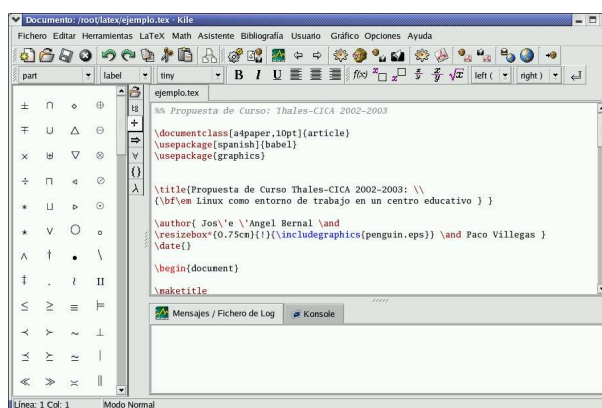 Documento: /root/latex/ejemplo.tex - Kile
Fichero Editar Herramientas LaTeX Math Asistente Bibliografía Usuario Gráfico Opciones Ayuda
part label tiny B I U f(x) left ( right )
ejemplo.tex
%% Propuesta de Curso: Thales-CICA 2002-2003
\documentclass[a4paper,10pt]{article}
\usepackage[spanish]{babel}
\usepackage{graphics}
\title{Propuesta de Curso Thales-CICA 2002-2003: \\
{\bf\em Linux como entorno de trabajo en un centro educativo } }
\author{ Jos\'e \'Angel Bernal \and
\resizebox*{0.75cm}{!}{\includegraphics{penguin.eps}} \and Paco Villegas }
\date{}
\begin{document}
\maketitle
Mensajes / Fichero de Log Konsole
Línea: 1 Col: 1 Modo Normal